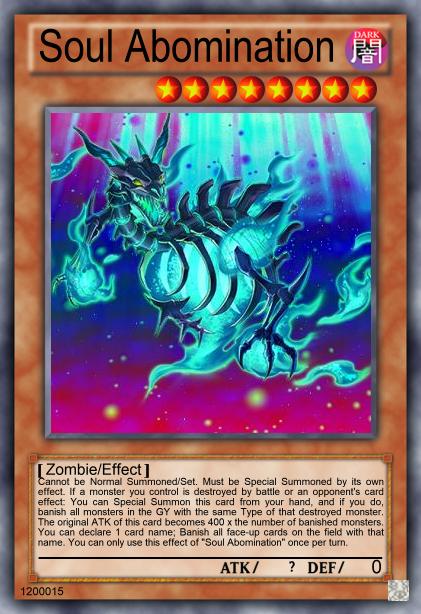 Soul Abomination
DARK
闇
[ Zombie/Effect ]
Cannot be Normal Summoned/Set. Must be Special Summoned by its own
effect. If a monster you control is destroyed by battle or an opponent's card
effect: You can Special Summon this card from your hand, and if you do,
banish all monsters in the GY with the same Type of that destroyed monster.
The original ATK of this card becomes 400 x the number of banished monsters.
You can declare 1 card name; Banish all face-up cards on the field with that
name. You can only use this effect of "Soul Abomination" once per turn.
ATK/ ? DEF/ 0
1200015